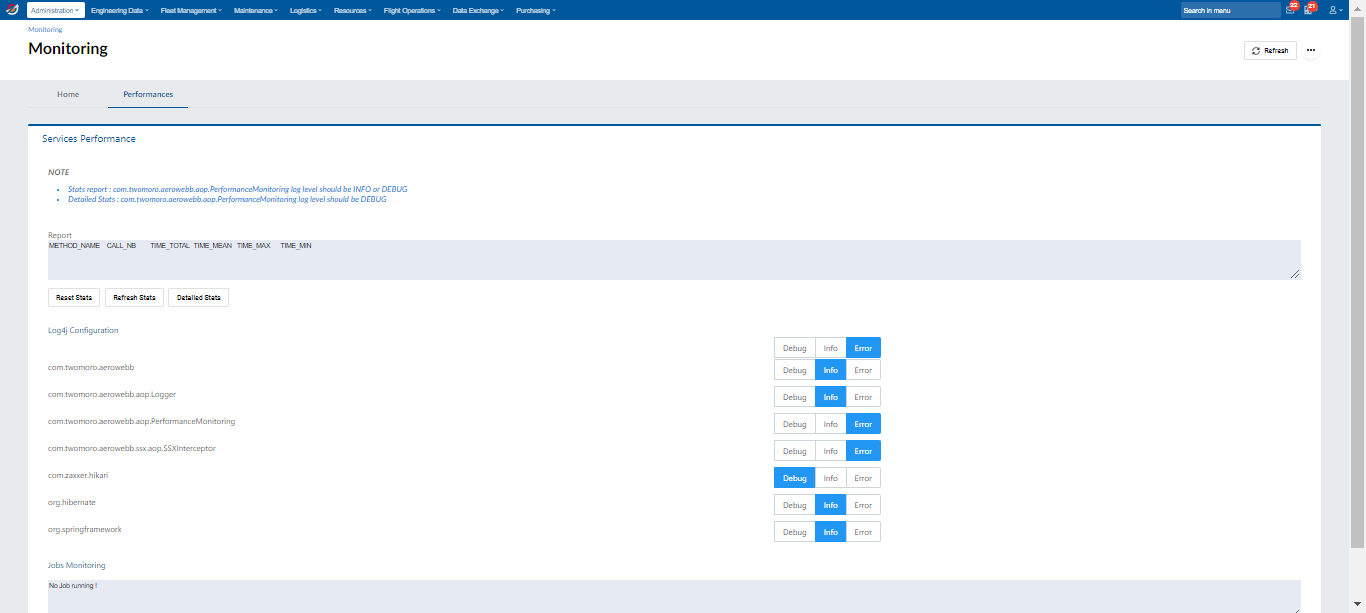 Administration Engineering Data Fleet Management Maintenance Logistics Resources Flight Operations Data Exchange Purchasing Search in menu 22 21
Monitoring
Monitoring
Refresh
Home Performances
Services Performance
NOTE
• Stats report : com.twomoro.aerowebb.aop.PerformanceMonitoring log level should be INFO or DEBUG
• Detailed Stats : com.twomoro.aerowebb.aop.PerformanceMonitoring log level should be DEBUG
Report
METHOD_NAME CALL_NB TIME_TOTAL TIME_MEAN TIME_MAX TIME_MIN
Reset Stats Refresh Stats Detailed Stats
Log4j Configuration
Debug Info Error
com.twomoro.aerowebb Debug Info Error
com.twomoro.aerowebb.aop.Logger Debug Info Error
com.twomoro.aerowebb.aop.PerformanceMonitoring Debug Info Error
com.twomoro.aerowebb.ssx.aop.SSXInterceptor Debug Info Error
com.zaxxer.hikari Debug Info Error
org.hibernate Debug Info Error
org.springframework Debug Info Error
Jobs Monitoring
No Job running !